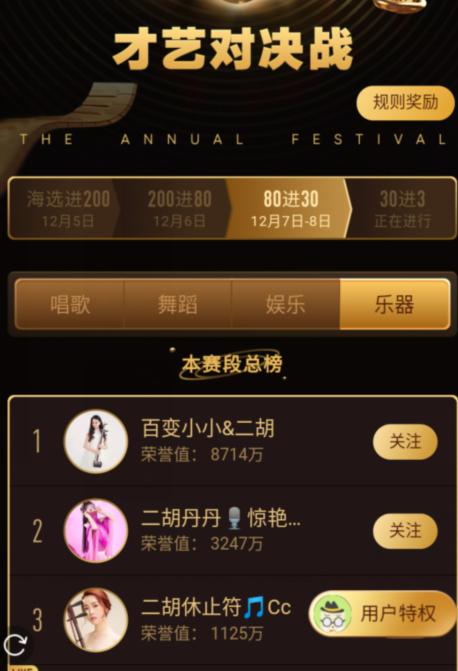 才艺对决战
规则奖励
THE ANNUAL FESTIVAL
海选进200 200进80 80进30 30进3
12月5日 12月6日 12月7日-8日 正在进行
唱歌 舞蹈 娱乐 乐器
本赛段总榜
1 百变小小&二胡 关注
荣誉值： 8714万
2 二胡丹丹🎙️惊艳... 关注
荣誉值： 3247万
3 二胡休止符🎵Cc 用户特权
荣誉值： 1125万